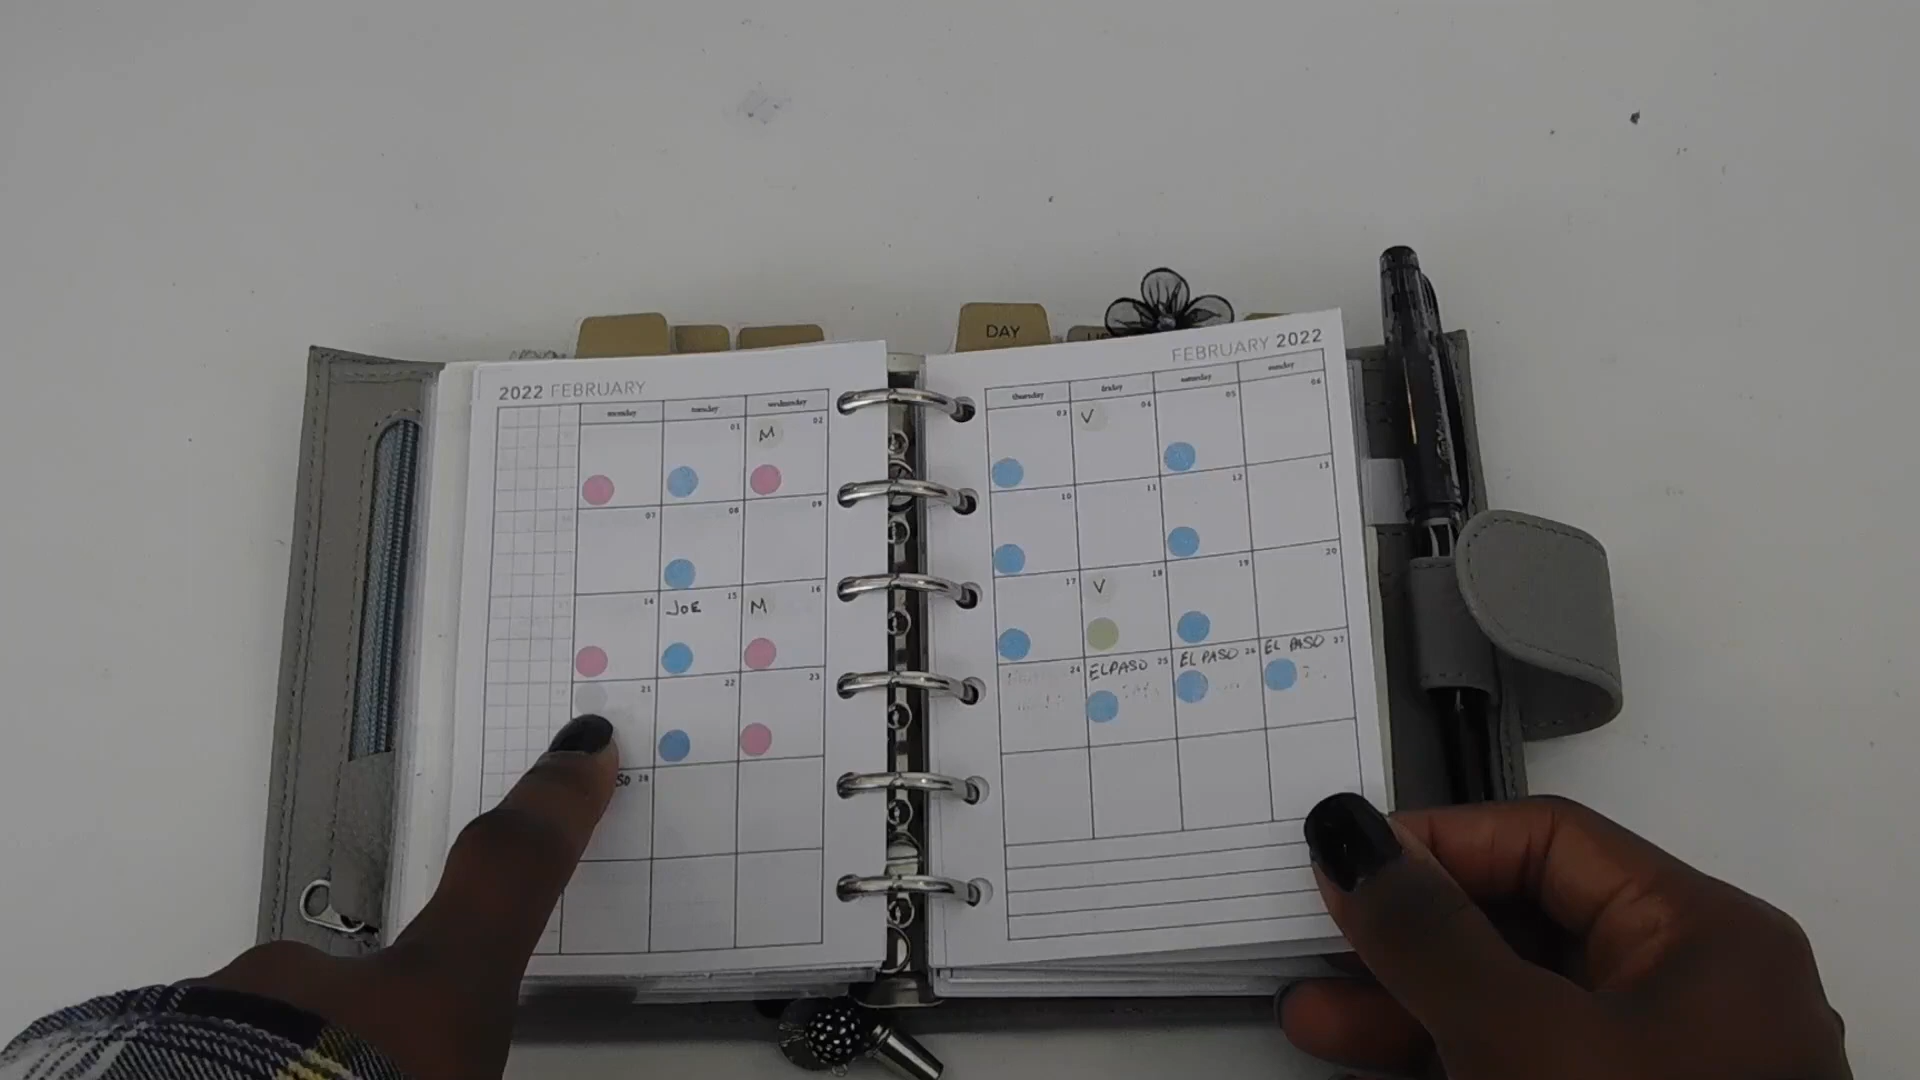 DAY
2022 FEBRUARY
monday tuesday wednesday
01 02
M
07 08 09
14 15 16
JOE M
21 22 23
SO 28
FEBRUARY 2022
thursday friday saturday sunday
03 04 05 06
V
10 11 12 13
17 18 19 20
V
24 25 26 27
ELPASO EL PASO EL PASO